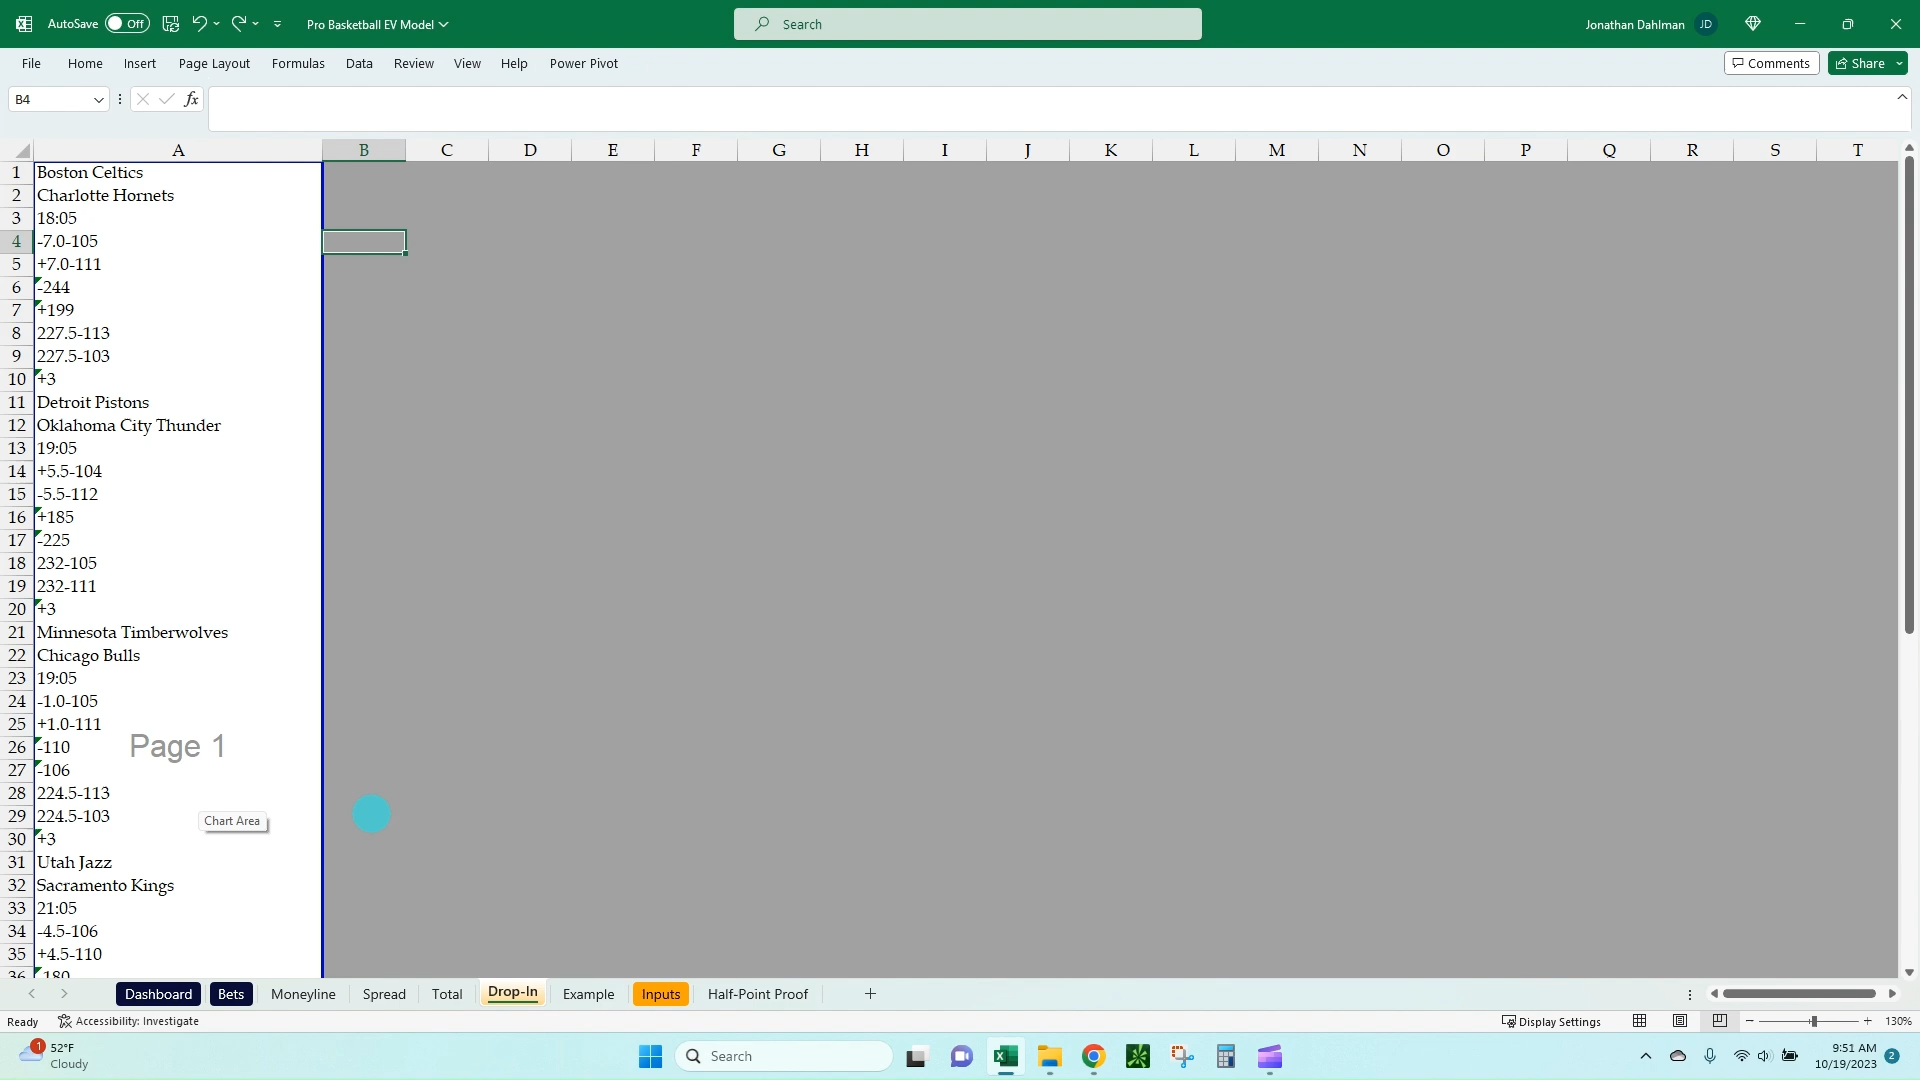 AutoSave Off Pro Basketball EV Model Search Jonathan Dahlman JD
File Home Insert Page Layout Formulas Data Review View Help Power Pivot Comments Share
B4 fx
A B C D E F G H I J K L M N O P Q R S T
1 Boston Celtics
2 Charlotte Hornets
3 18:05
4 -7.0-105
5 +7.0-111
6 -244
7 +199
8 227.5-113
9 227.5-103
10 +3
11 Detroit Pistons
12 Oklahoma City Thunder
13 19:05
14 +5.5-104
15 -5.5-112
16 +185
17 -225
18 232-105
19 232-111
20 +3
21 Minnesota Timberwolves
22 Chicago Bulls
23 19:05
24 -1.0-105
25 +1.0-111
26 -110
Page 1
27 -106
28 224.5-113
29 224.5-103
Chart Area
30 +3
31 Utah Jazz
32 Sacramento Kings
33 21:05
34 -4.5-106
35 +4.5-110
36 -180
Dashboard Bets Moneyline Spread Total Drop-In Example Inputs Half-Point Proof
Ready Accessibility: Investigate Display Settings 130%
1 52°F
Cloudy
Search
9:51 AM
10/19/2023 2